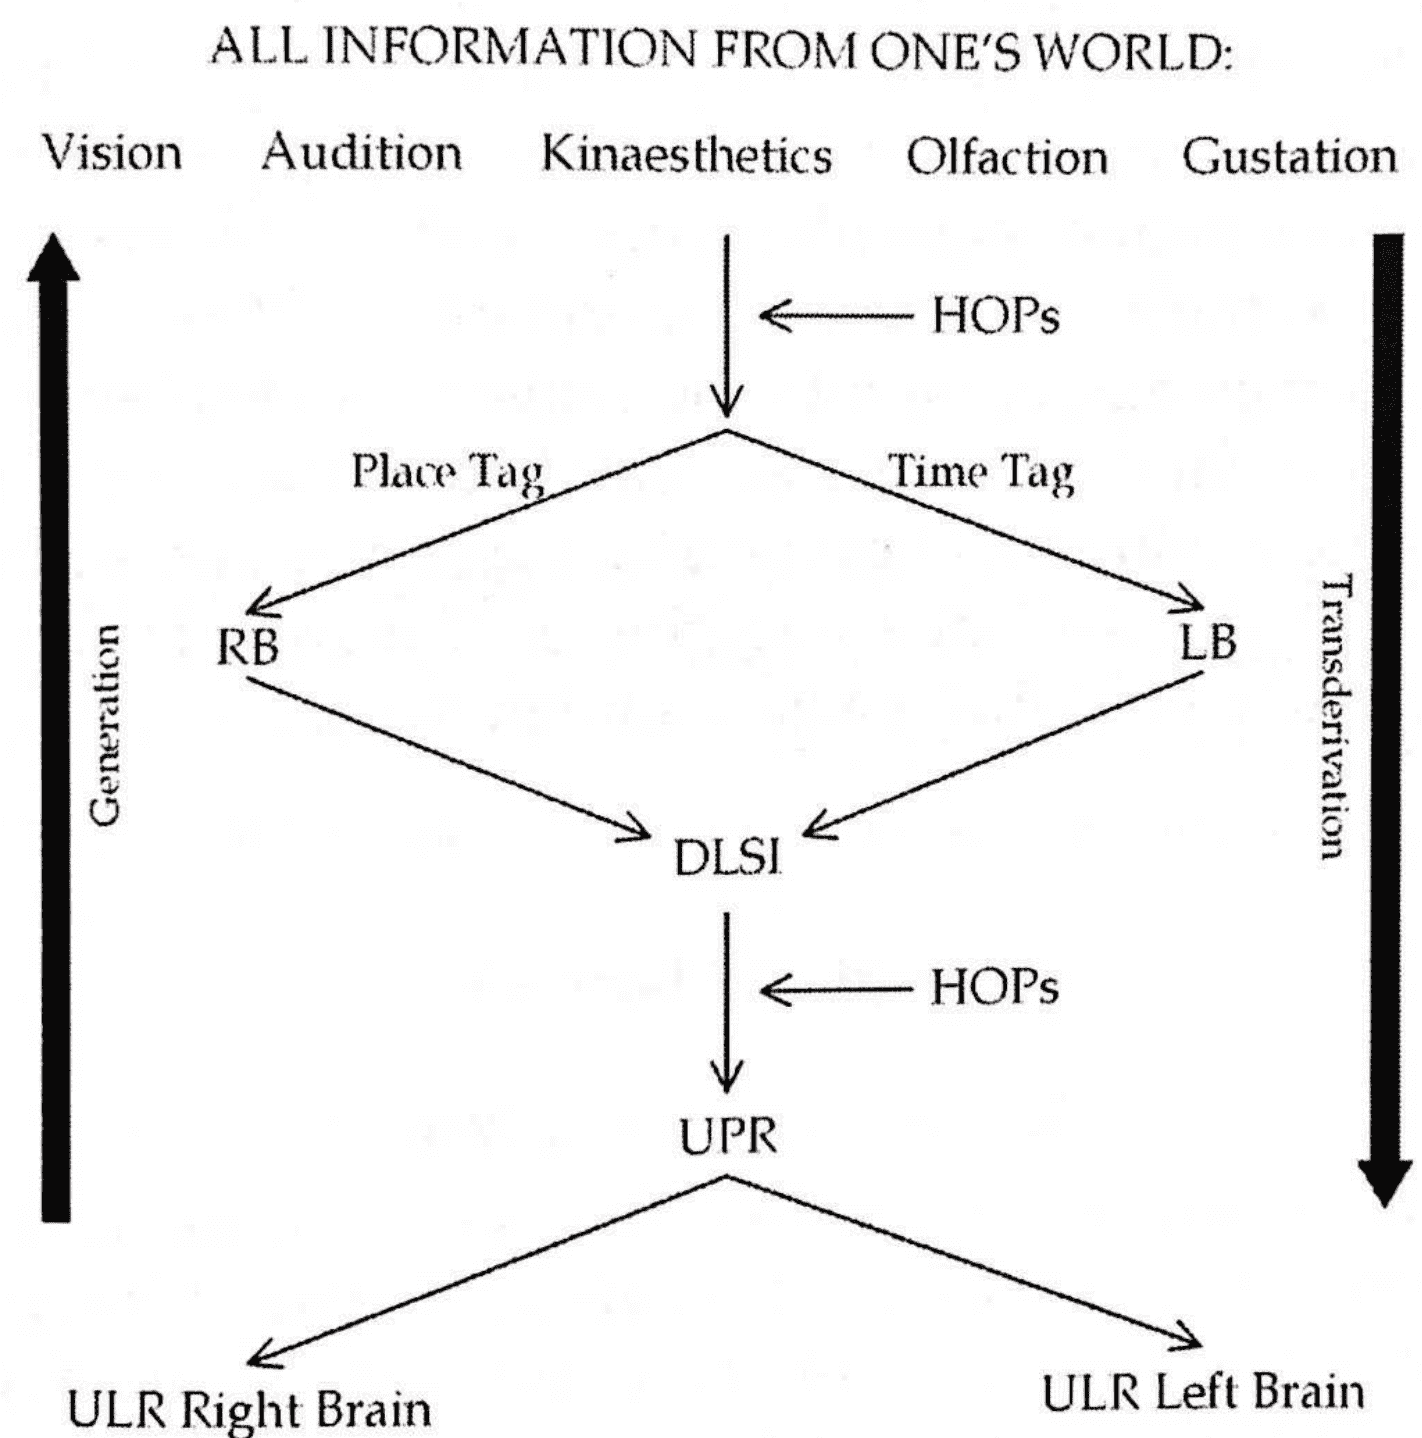 ALL INFORMATION FROM ONE'S WORLD:
Vision Audition Kinaesthetics Olfaction Gustation
HOPs
Place Tag Time Tag
RB LB
Generation
Transderivation
DLSI
HOPs
UPR
ULR Right Brain ULR Left Brain